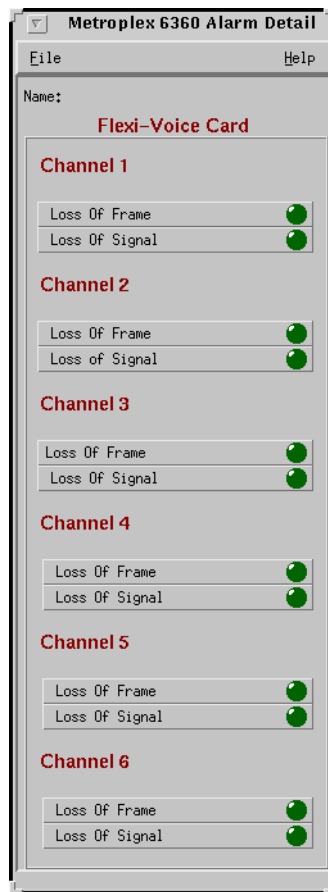 Metroplex 6360 Alarm Detail
File Help
Name:
Flexi-Voice Card
Channel 1
Loss Of Frame
Loss Of Signal
Channel 2
Loss Of Frame
Loss of Signal
Channel 3
Loss Of Frame
Loss Of Signal
Channel 4
Loss Of Frame
Loss Of Signal
Channel 5
Loss Of Frame
Loss Of Signal
Channel 6
Loss Of Frame
Loss Of Signal